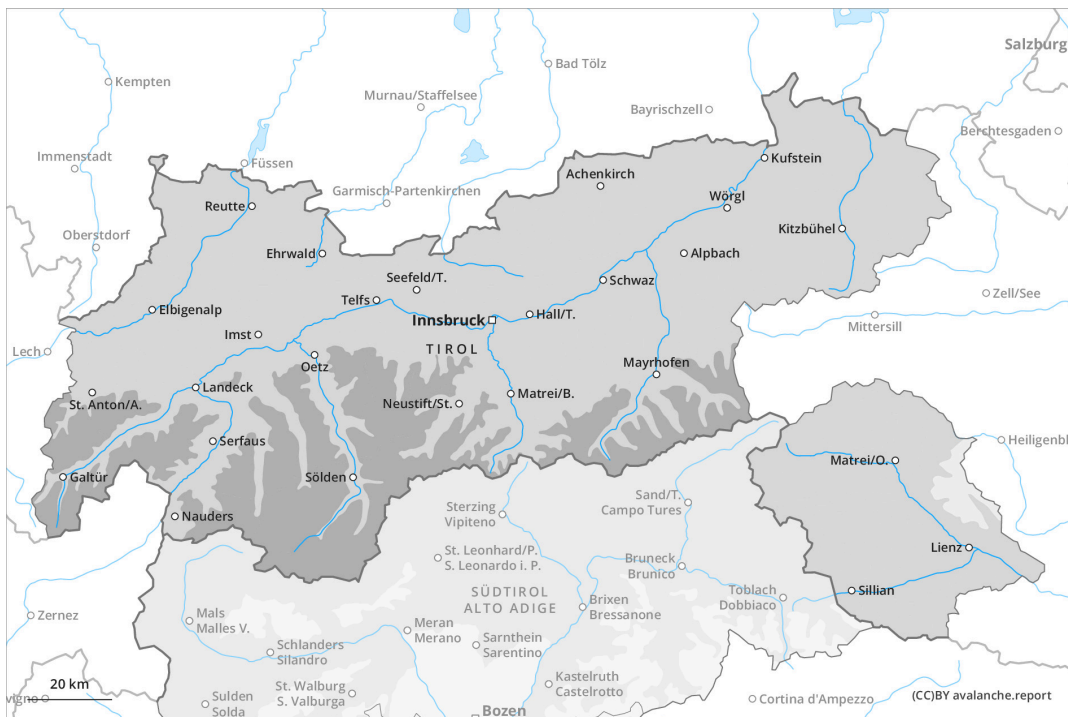 Salzburg
Bad Tölz
Kempten
Murnau/Staffelsee
Bayrischzell
Berchtesgaden
Immenstadt
Füssen
Kufstein
Achenkirch
Garmisch-Partenkirchen
Reutte
Wörgl
Kitzbühel
Oberstdorf
Ehrwald
Alpbach
Seefeld/T.
Schwaz
Zell/See
Telfs
Elbigenalp
Hall/T.
Innsbruck
Mittersill
Imst
TIROL
Lech
Oetz
Mayrhofen
Landeck
Matrei/B.
St. Anton/A.
Neustift/St.
Serfaus
Heiligenbl
Matrei/O.
Galtür
Sölden
Sand/T.
Campo Tures
Sterzing
Vipiteno
Nauders
Lienz
St. Leonhard/P.
S. Leonardo i. P.
Bruneck
Brunico
SÜDTIROL
ALTO ADIGE
Toblach
Dobbiaco
Sillian
Brixen
Bressanone
Zernez
Mals
Malles V.
Meran
Merano
Sarnthein
Sarentino
Schlanders
Silandro
Kastelruth
Castelrotto
20 km
St. Walburg
S. Valburga
vigno
Sulden
Solda
Cortina d'Ampezzo
(CC)BY avalanche.report
Bozen